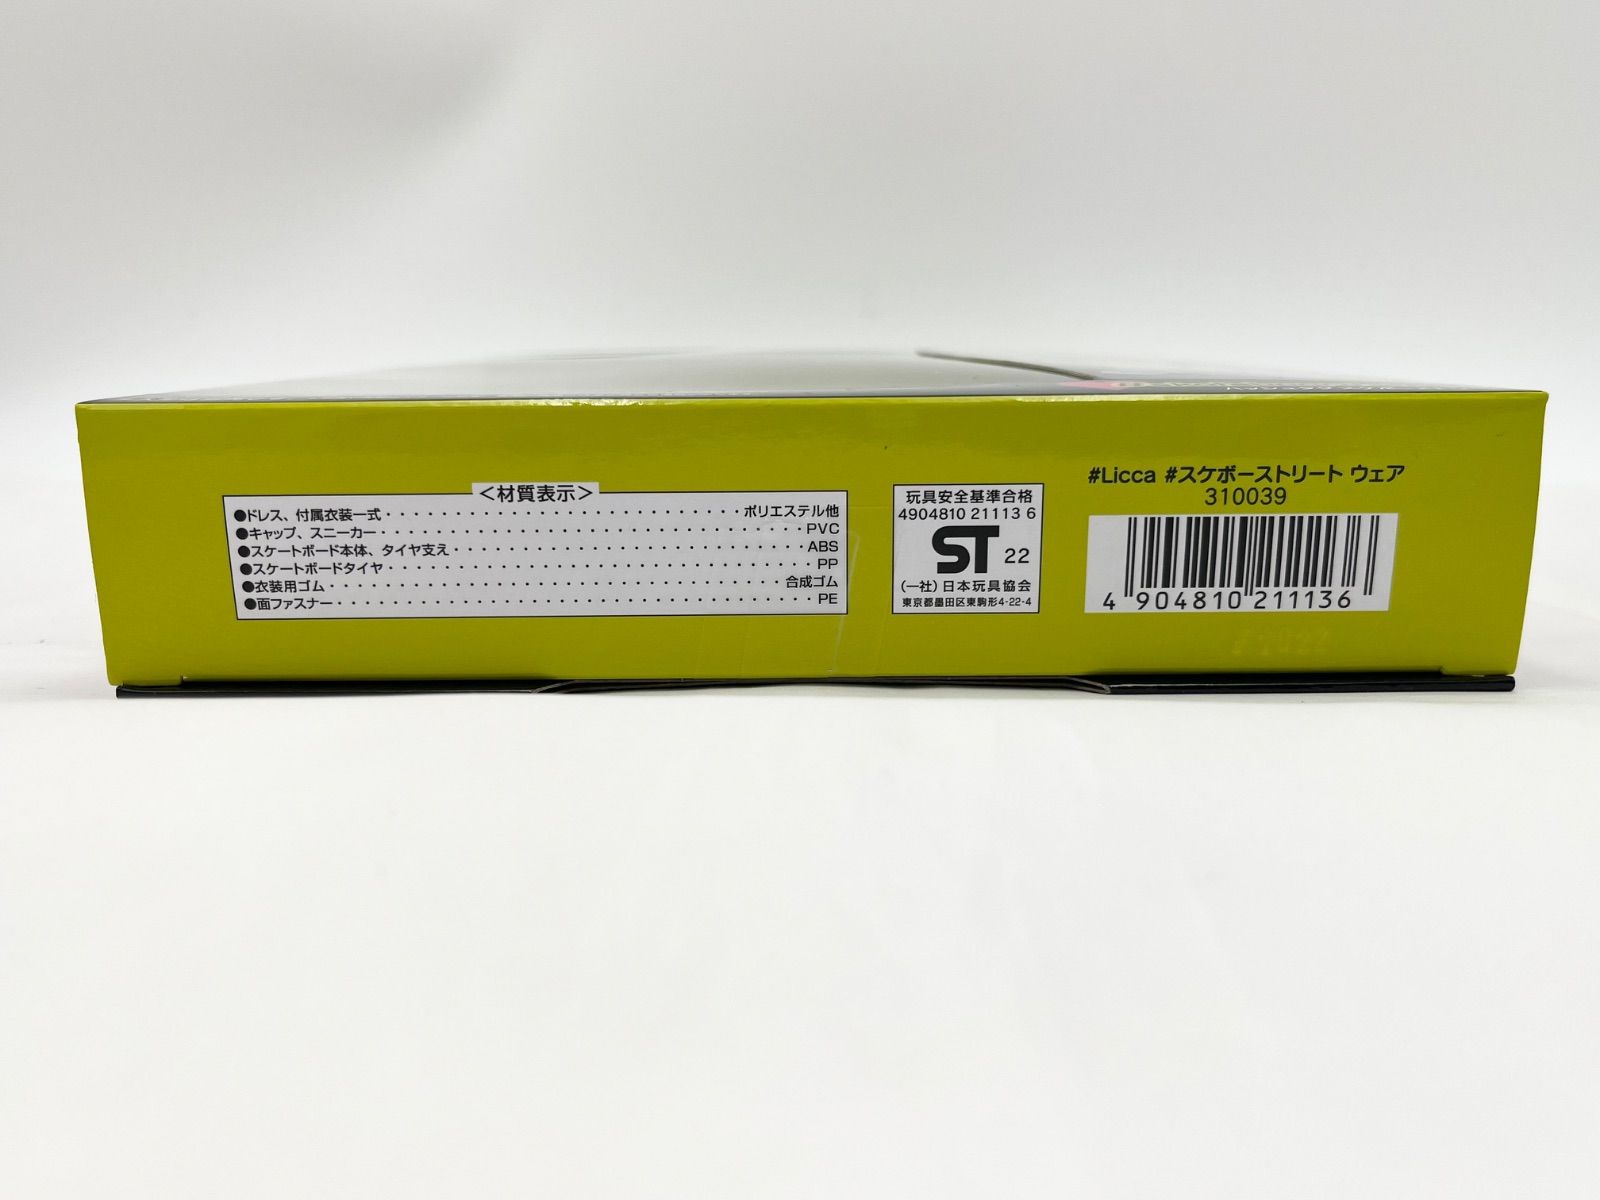 <材質表示>
●ドレス、付属衣装一式・・・・・・・・・・・・・・・・・・・・・・・・・・・ポリエステル他
●キャップ、スニーカー・・・・・・・・・・・・・・・・・・・・・・・・・・・PVC
●スケートボード本体、タイヤ支え・・・・・・・・・・・・・・・・・・・・・・・・ABS
●スケートボードタイヤ・・・・・・・・・・・・・・・・・・・・・・・・・・・PP
●衣装用ゴム・・・・・・・・・・・・・・・・・・・・・・・・・・・・・・合成ゴム
●面ファスナー・・・・・・・・・・・・・・・・・・・・・・・・・・・・・・PE
玩具安全基準合格
4904810 21113 6
ST 22
(一社)日本玩具協会
東京都墨田区東駒形4-22-4
#Licca #スケボーストリート ウェア
310039
4 904810 211136